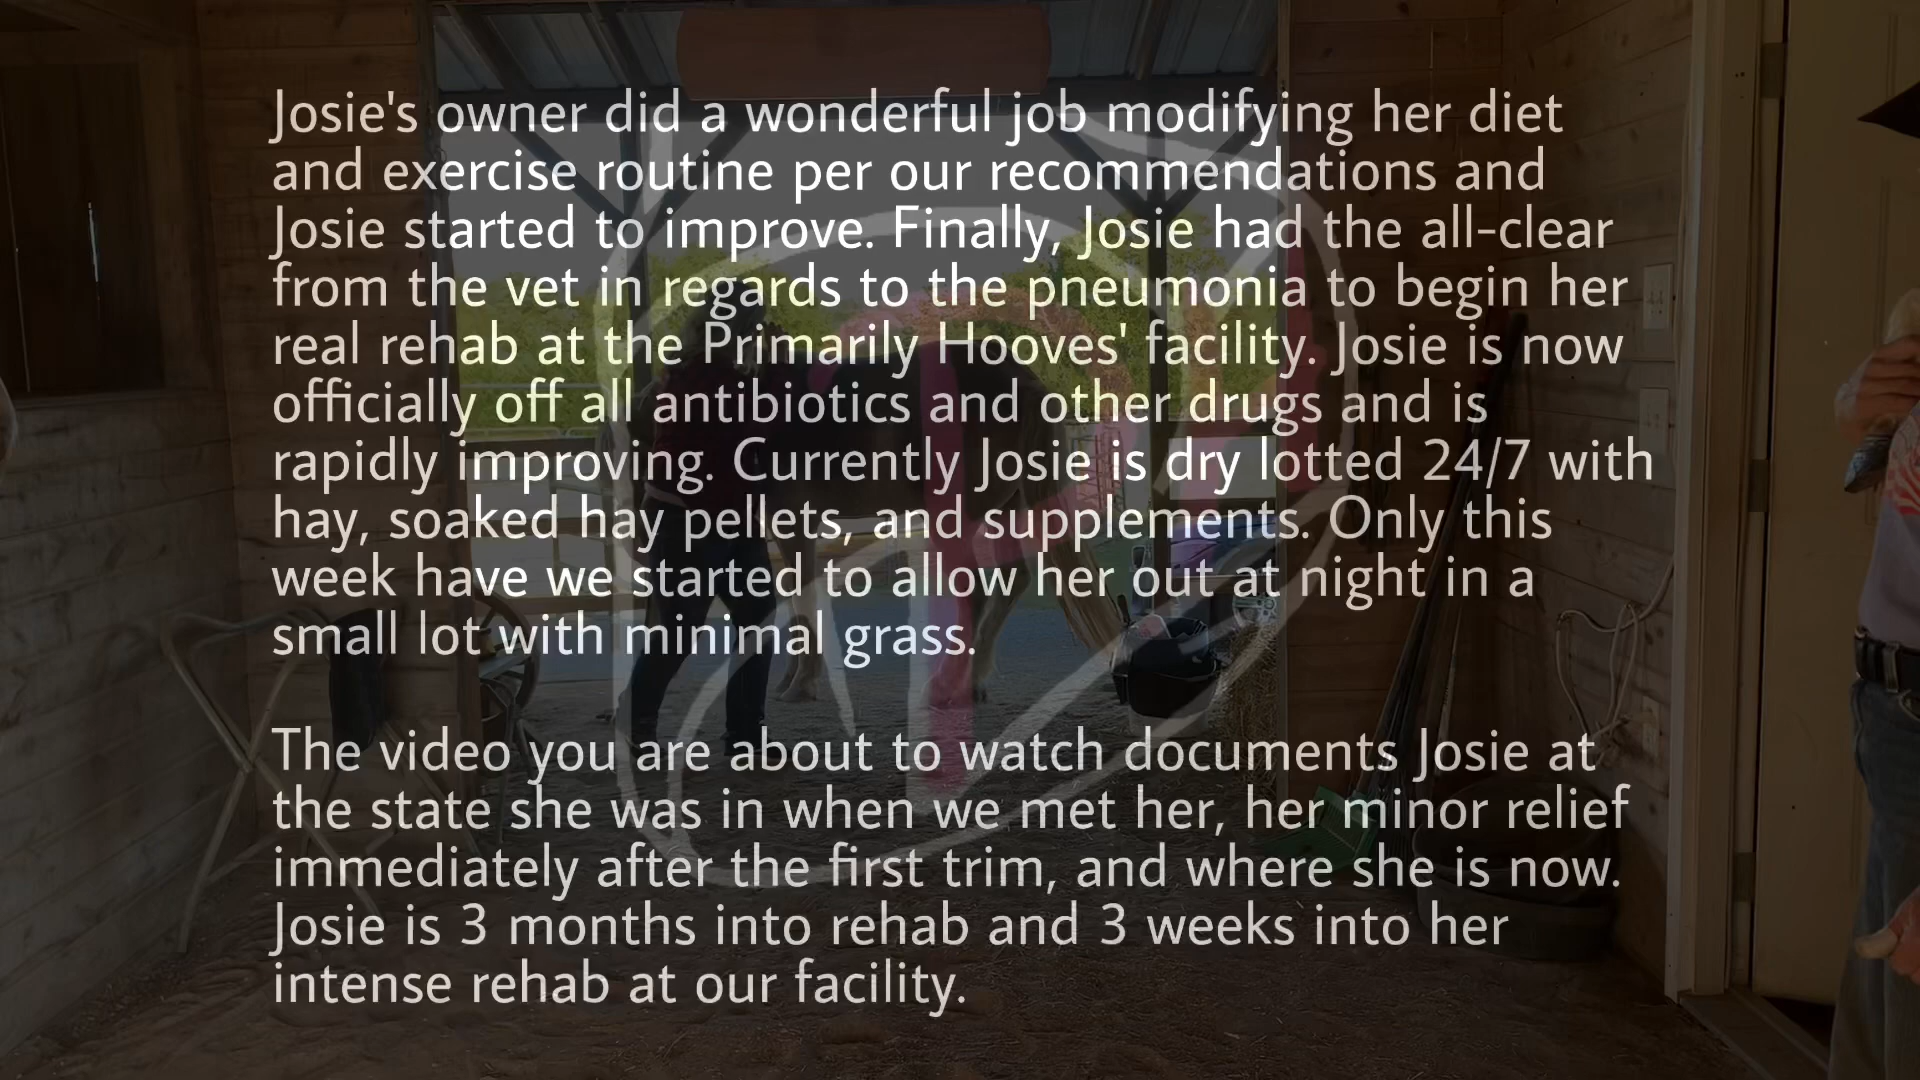 Josie's owner did a wonderful job modifying her diet
and exercise routine per our recommendations and
Josie started to improve. Finally, Josie had the all-clear
from the vet in regards to the pneumonia to begin her
real rehab at the Primarily Hooves' facility. Josie is now
officially off all antibiotics and other drugs and is
rapidly improving. Currently Josie is dry lotted 24/7 with
hay, soaked hay pellets, and supplements. Only this
week have we started to allow her out at night in a
small lot with minimal grass.
The video you are about to watch documents Josie at
the state she was in when we met her, her minor relief
immediately after the first trim, and where she is now.
Josie is 3 months into rehab and 3 weeks into her
intense rehab at our facility.